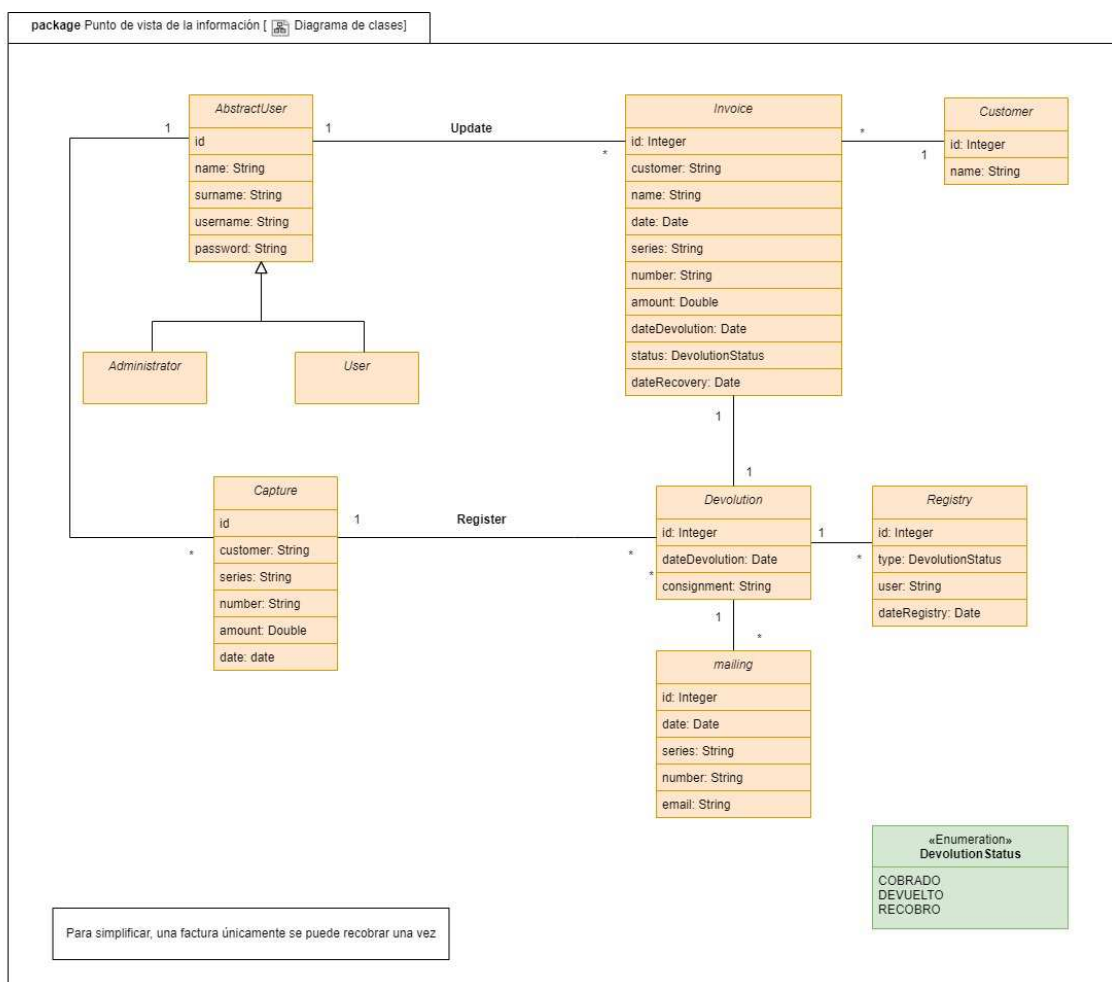 package Punto de vista de la información [ Diagrama de clases]
AbstractUser
id
name: String
surname: String
username: String
password: String
1
1
Update
*
Invoice
id: Integer
customer: String
name: String
date: Date
series: String
number: String
amount: Double
dateDevolution: Date
status: DevolutionStatus
dateRecovery: Date
*
1
Customer
id: Integer
name: String
Administrator
User
1
1
Capture
id
customer: String
series: String
number: String
amount: Double
date: date
*
1
Register
*
*
Devolution
id: Integer
dateDevolution: Date
consignment: String
1
*
Registry
id: Integer
type: DevolutionStatus
user: String
dateRegistry: Date
1
*
mailing
id: Integer
date: Date
series: String
number: String
email: String
«Enumeration»
DevolutionStatus
COBRADO
DEVUELTO
RECOBRO
Para simplificar, una factura únicamente se puede recobrar una vez